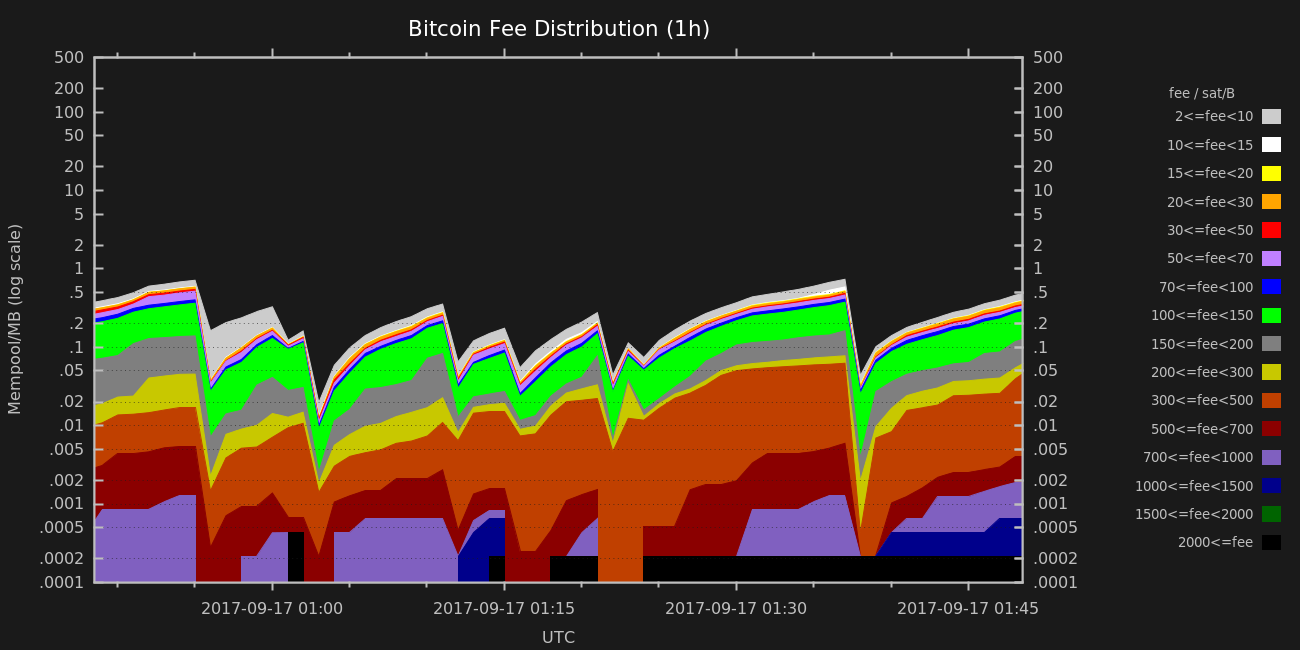 Bitcoin Fee Distribution (1h)
500 500
200 200
100 100
50 50
20 20
10 10
5 5
2 2
1 1
.5 .5
.2 .2
.1 .1
.05 .05
.02 .02
.01 .01
.005 .005
.002 .002
.001 .001
.0005 .0005
.0002 .0002
.0001 .0001
Mempool/MB (log scale)
2017-09-17 01:00 2017-09-17 01:15 2017-09-17 01:30 2017-09-17 01:45
UTC
fee / sat/B
2<=fee<10
10<=fee<15
15<=fee<20
20<=fee<30
30<=fee<50
50<=fee<70
70<=fee<100
100<=fee<150
150<=fee<200
200<=fee<300
300<=fee<500
500<=fee<700
700<=fee<1000
1000<=fee<1500
1500<=fee<2000
2000<=fee